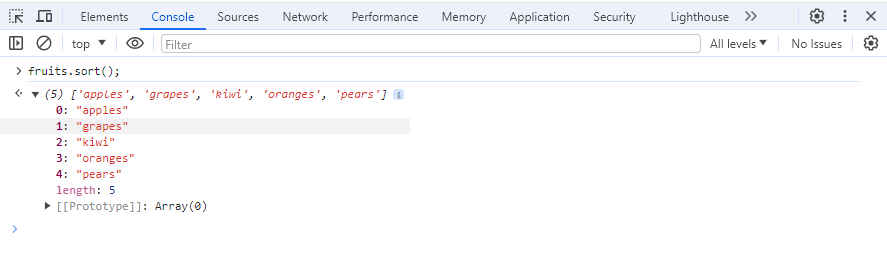 Elements Console Sources Network Performance Memory Application Security Lighthouse
top Filter All levels No Issues
fruits.sort();
(5) ['apples', 'grapes', 'kiwi', 'oranges', 'pears'] i
0: "apples"
1: "grapes"
2: "kiwi"
3: "oranges"
4: "pears"
length: 5
[[Prototype]]: Array(0)